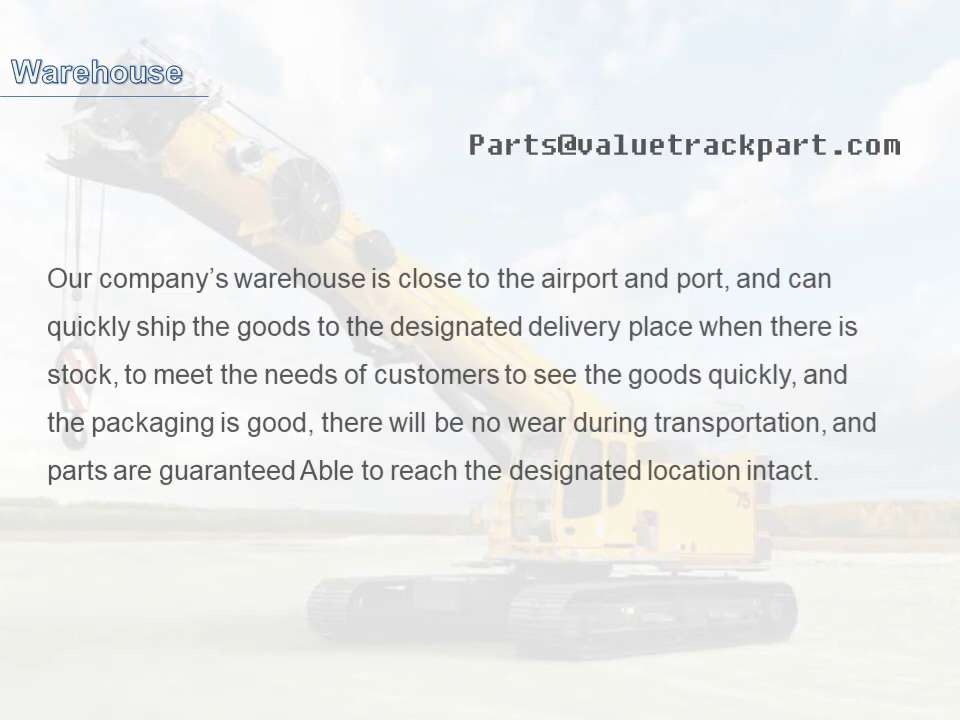 Warehouse
Parts@valuetrackpart.com
Our company’s warehouse is close to the airport and port, and can
quickly ship the goods to the designated delivery place when there is
stock, to meet the needs of customers to see the goods quickly, and
the packaging is good, there will be no wear during transportation, and
parts are guaranteed Able to reach the designated location intact.
75